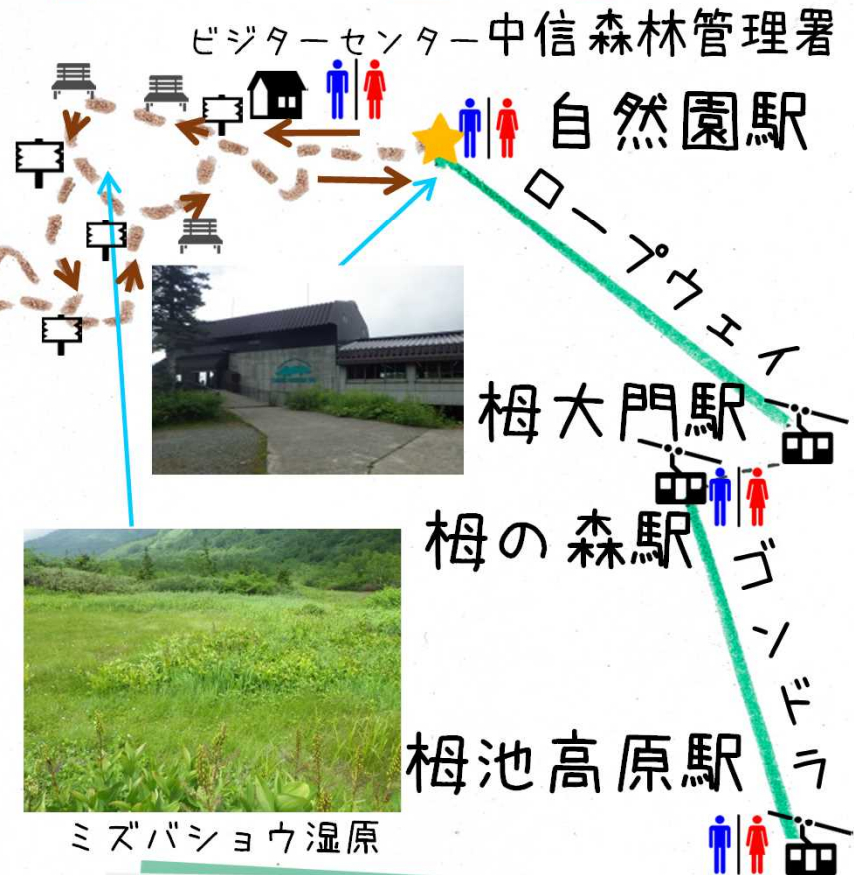 ビジターセンター中信森林管理署
自然園駅
ロープウェイ
栂大門駅
栂の森駅
ゴンドラ
栂池高原駅
ミズバショウ湿原